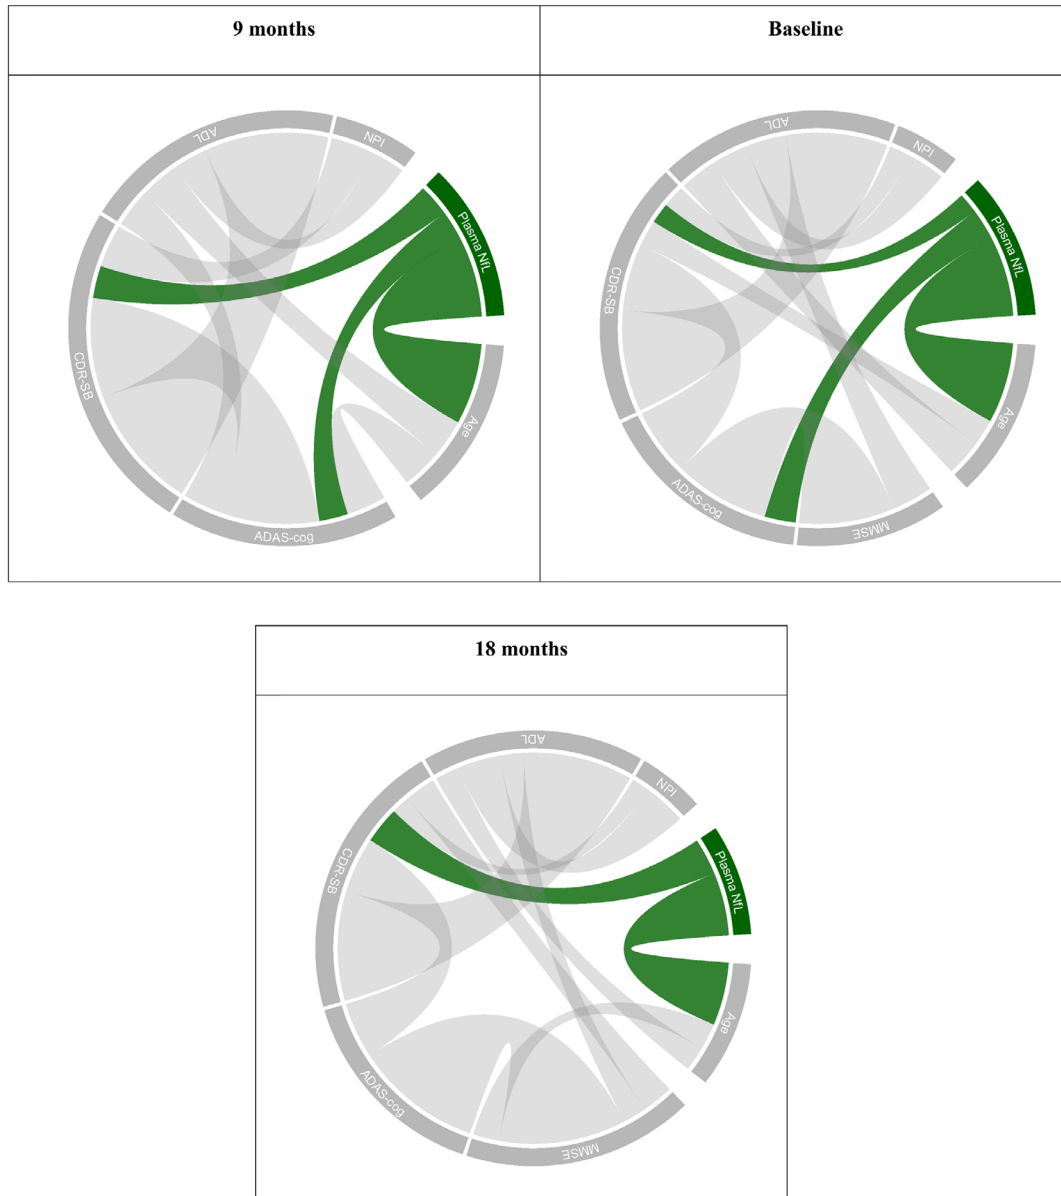 9 months
Baseline
ADL
NPI
Plasma NfL
Age
ADAS-cog
CDR-SB
ADL
NPI
Plasma NfL
Age
MMSE
ADAS-cog
CDR-SB
18 months
ADL
NPI
Plasma NfL
Age
MMSE
ADAS-cog
CDR-SB